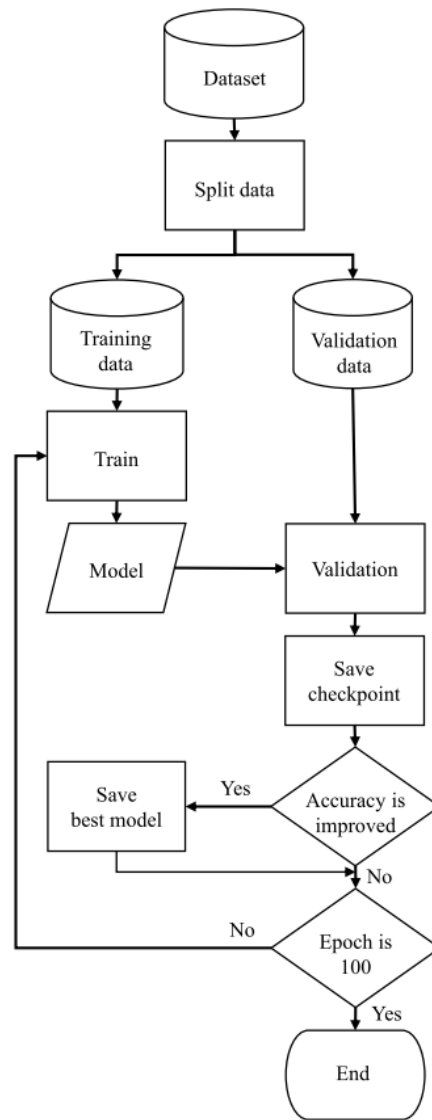 Dataset
Split data
Training
data
Validation
data
Train
Model
Validation
Save
checkpoint
Save
best model
Yes
Accuracy is
improved
No
No
Epoch is
100
Yes
End